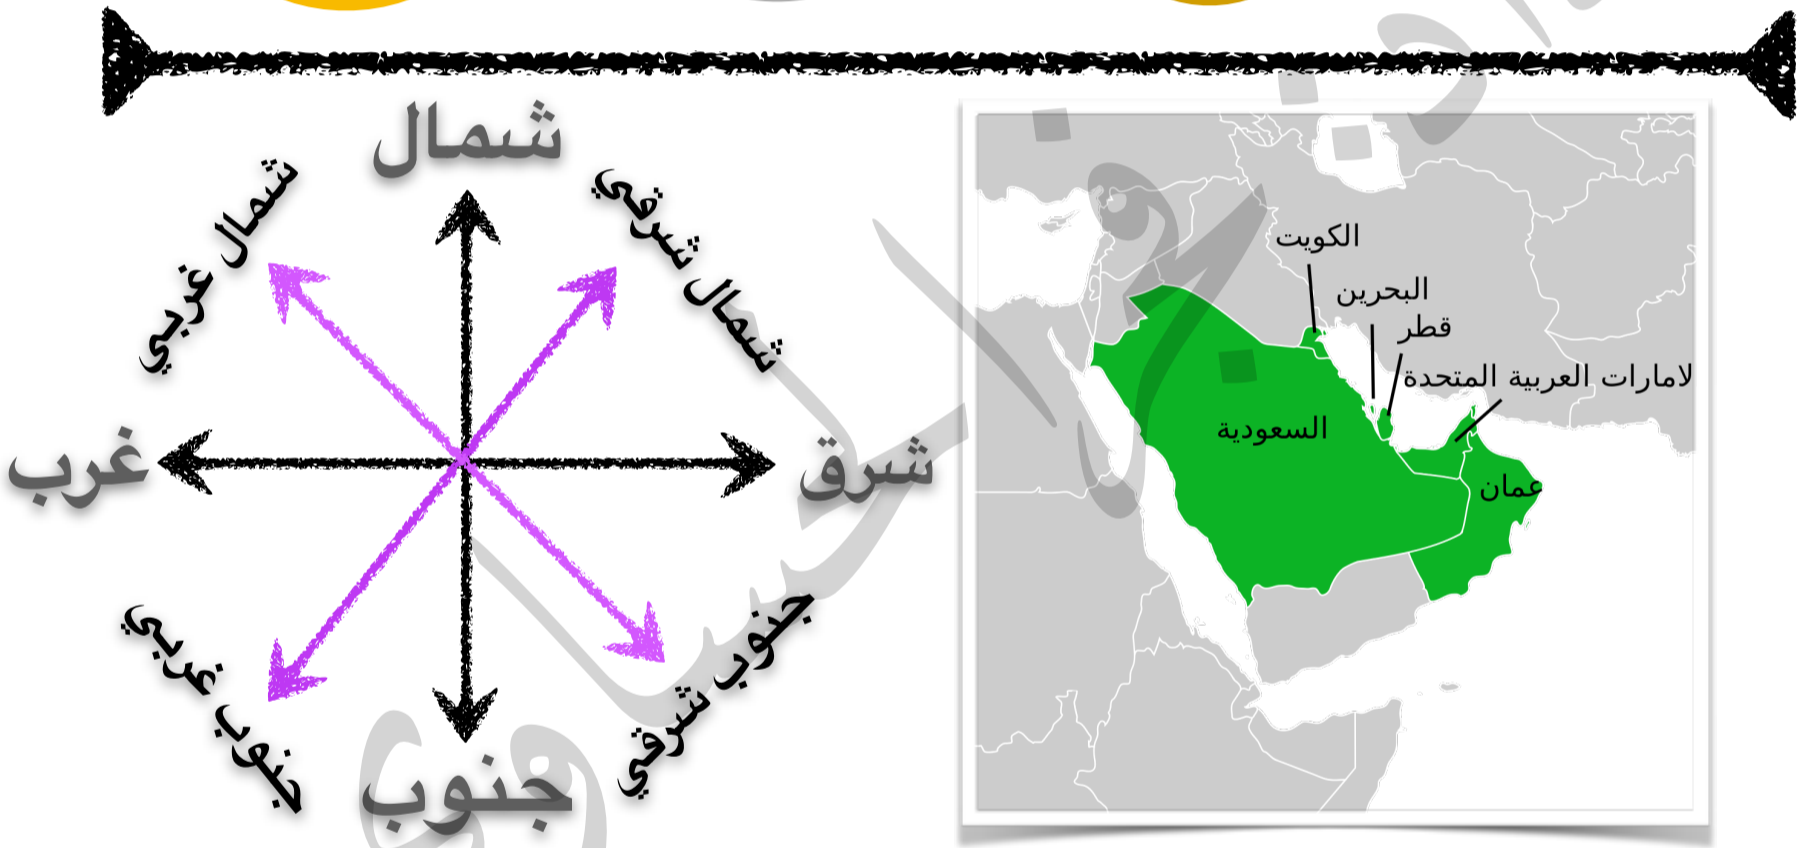 شمال
شمال شرقي
شمال غربي
شرق
غرب
جنوب شرقي
جنوب غربي
جنوب
الكويت
البحرين
قطر
لامارات العربية المتحدة
السعودية
عمان